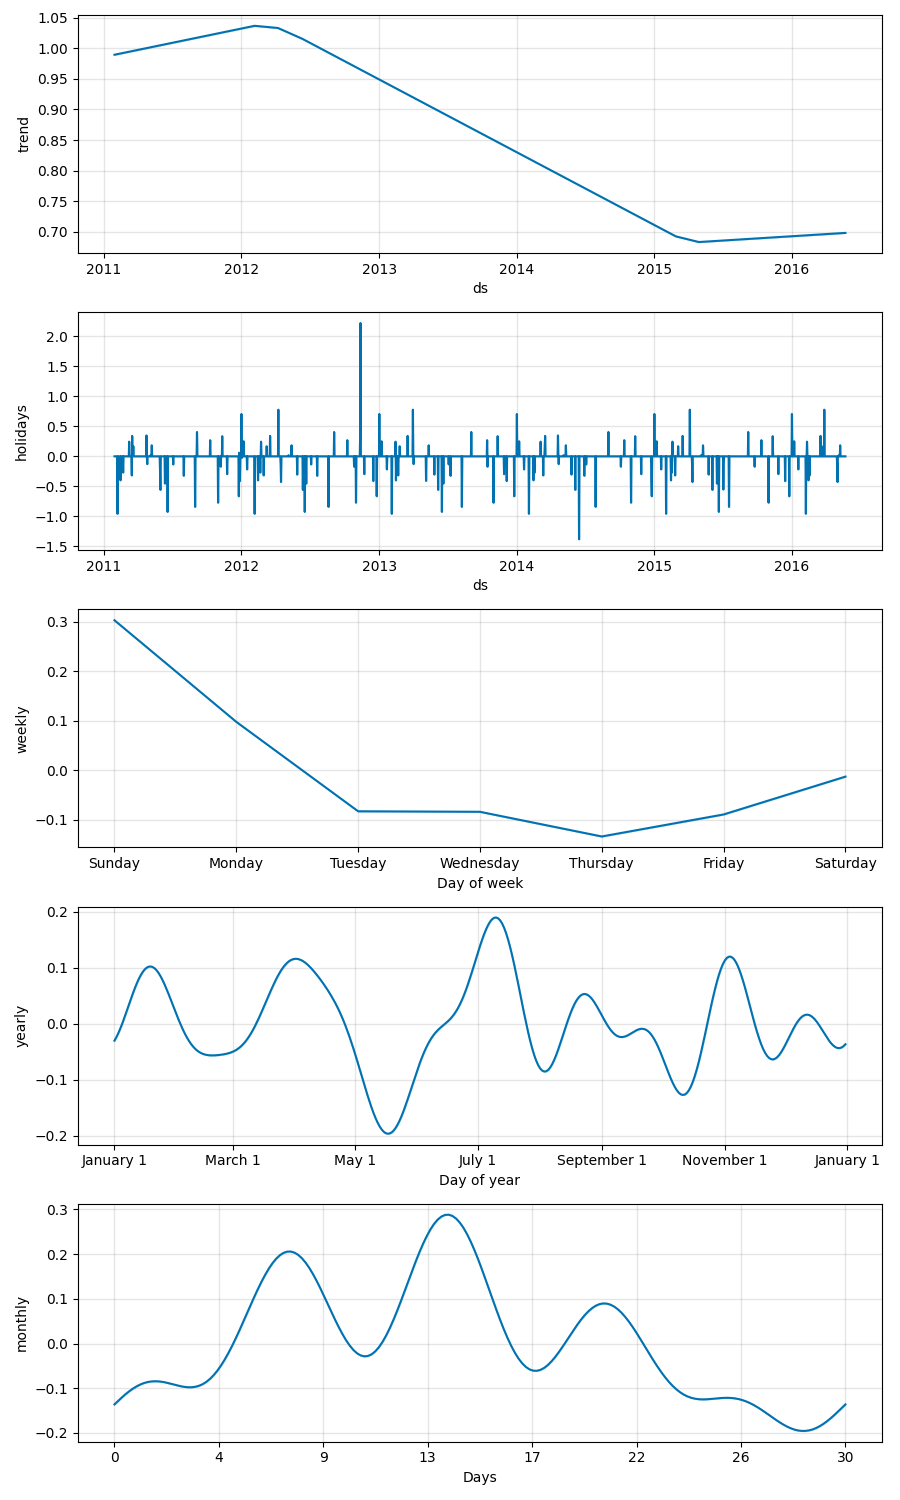 1.05
1.00
0.95
0.90
0.85
0.80
0.75
0.70
trend
2011 2012 2013 2014 2015 2016
ds
2.0
1.5
1.0
0.5
0.0
−0.5
−1.0
−1.5
holidays
2011 2012 2013 2014 2015 2016
ds
0.3
0.2
0.1
0.0
−0.1
weekly
Sunday Monday Tuesday Wednesday Thursday Friday Saturday
Day of week
0.2
0.1
0.0
−0.1
−0.2
yearly
January 1 March 1 May 1 July 1 September 1 November 1 January 1
Day of year
0.3
0.2
0.1
0.0
−0.1
−0.2
monthly
0 4 9 13 17 22 26 30
Days